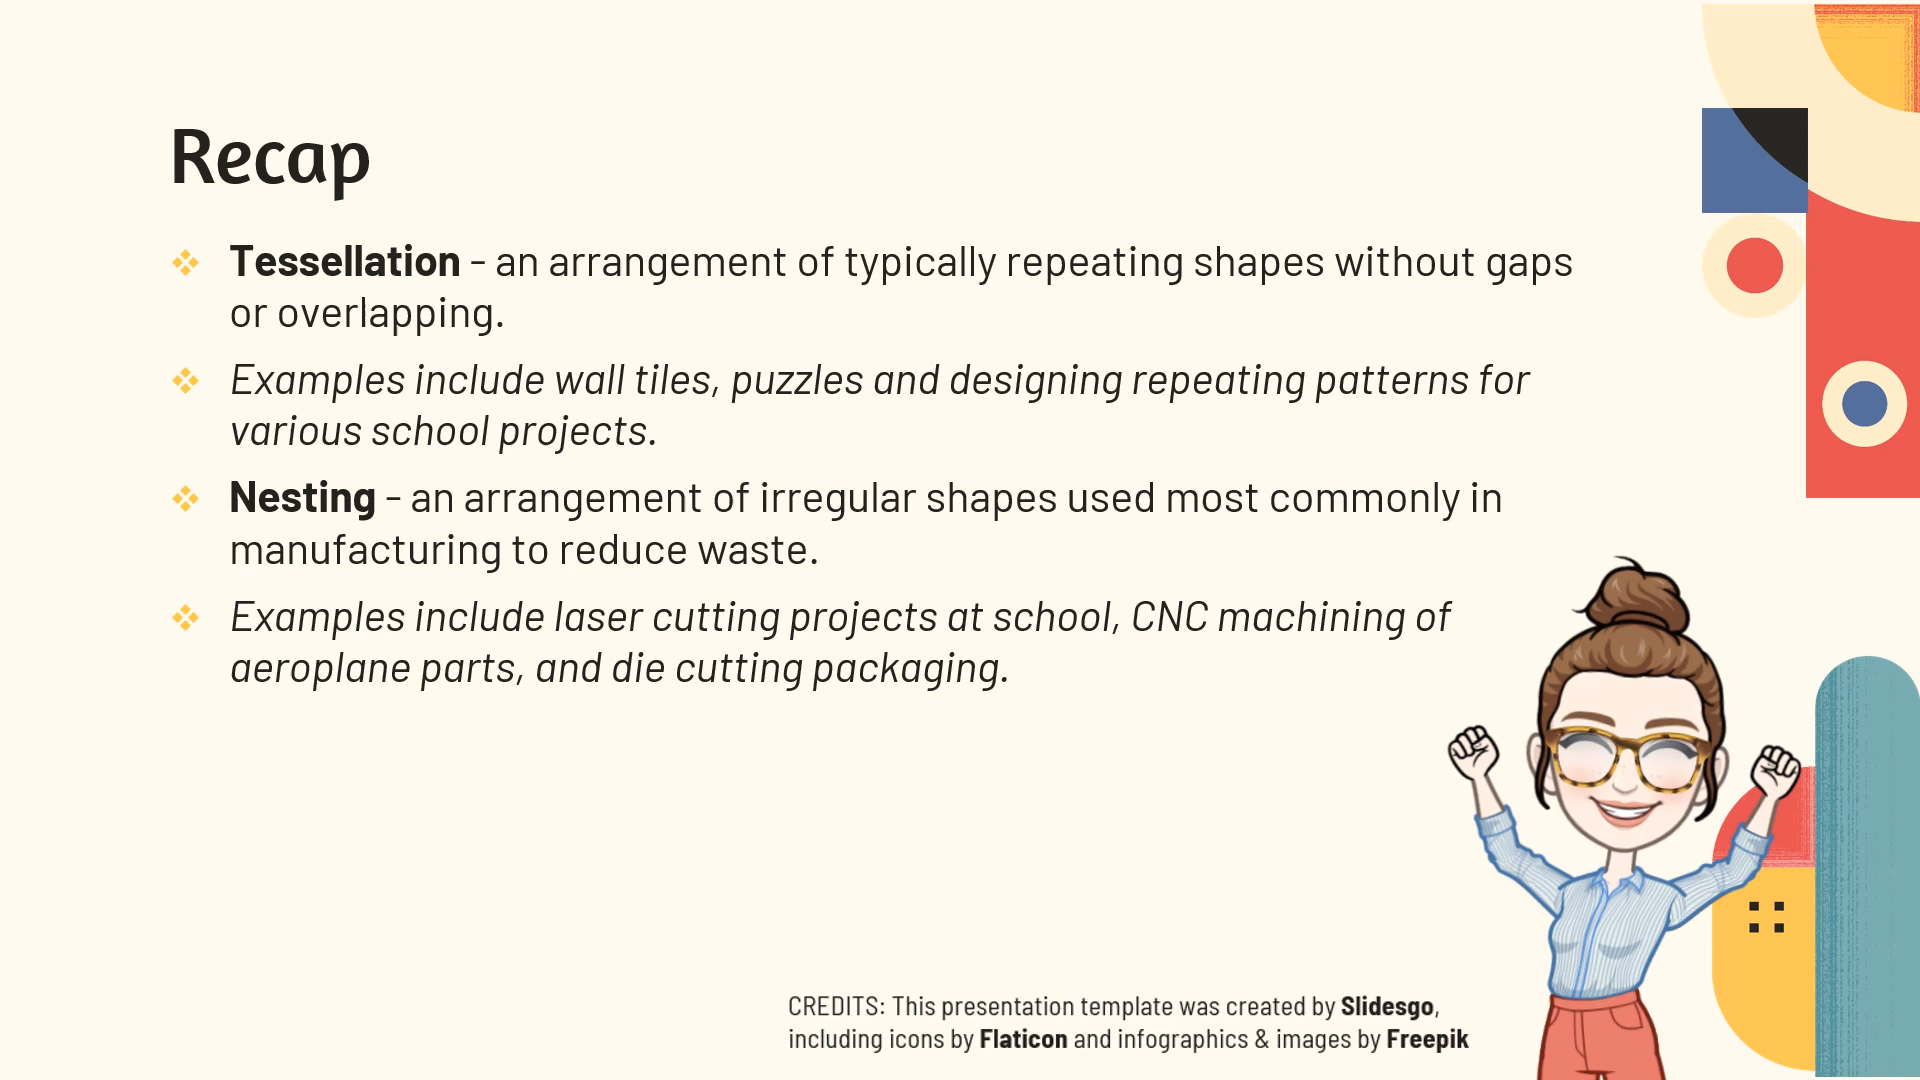 Recap
Tessellation - an arrangement of typically repeating shapes without gaps
or overlapping.
Examples include wall tiles, puzzles and designing repeating patterns for
various school projects.
Nesting - an arrangement of irregular shapes used most commonly in
manufacturing to reduce waste.
Examples include laser cutting projects at school, CNC machining of
aeroplane parts, and die cutting packaging.
CREDITS: This presentation template was created by Slidesgo,
including icons by Flaticon and infographics & images by Freepik